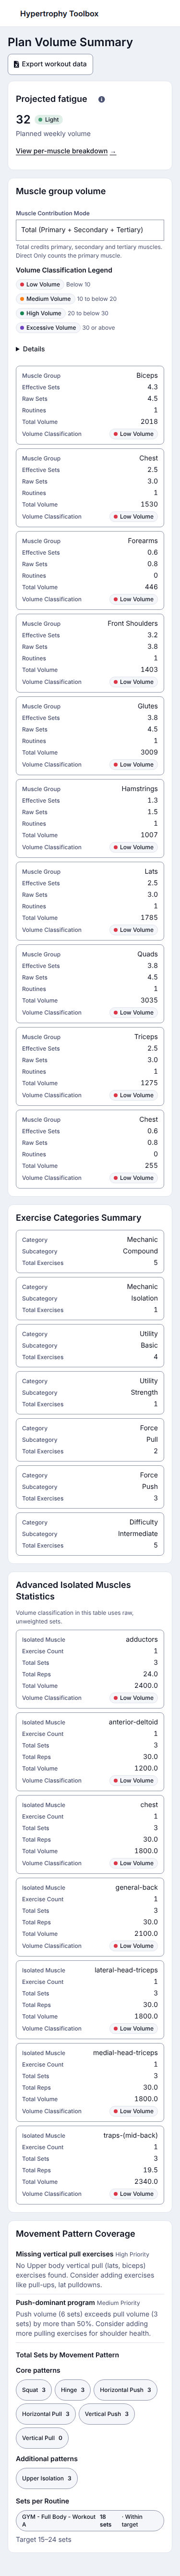 Hypertrophy Toolbox
Plan Volume Summary
Export workout data
Projected fatigue
32 Light
Planned weekly volume
View per-muscle breakdown →
Muscle group volume
Muscle Contribution Mode
Total (Primary + Secondary + Tertiary)
Total credits primary, secondary and tertiary muscles.
Direct Only counts the primary muscle.
Volume Classification Legend
Low Volume Below 10
Medium Volume 10 to below 20
High Volume 20 to below 30
Excessive Volume 30 or above
Details
Muscle Group Biceps
Effective Sets 4.3
Raw Sets 4.5
Routines 1
Total Volume 2018
Volume Classification Low Volume
Muscle Group Chest
Effective Sets 2.5
Raw Sets 3.0
Routines 1
Total Volume 1530
Volume Classification Low Volume
Muscle Group Forearms
Effective Sets 0.6
Raw Sets 0.8
Routines 0
Total Volume 446
Volume Classification Low Volume
Muscle Group Front Shoulders
Effective Sets 3.2
Raw Sets 3.8
Routines 1
Total Volume 1403
Volume Classification Low Volume
Muscle Group Glutes
Effective Sets 3.8
Raw Sets 4.5
Routines 1
Total Volume 3009
Volume Classification Low Volume
Muscle Group Hamstrings
Effective Sets 1.3
Raw Sets 1.5
Routines 1
Total Volume 1007
Volume Classification Low Volume
Muscle Group Lats
Effective Sets 2.5
Raw Sets 3.0
Routines 1
Total Volume 1785
Volume Classification Low Volume
Muscle Group Quads
Effective Sets 3.8
Raw Sets 4.5
Routines 1
Total Volume 3035
Volume Classification Low Volume
Muscle Group Triceps
Effective Sets 2.5
Raw Sets 3.0
Routines 1
Total Volume 1275
Volume Classification Low Volume
Muscle Group Chest
Effective Sets 0.6
Raw Sets 0.8
Routines 0
Total Volume 255
Volume Classification Low Volume
Exercise Categories Summary
Category Mechanic
Subcategory Compound
Total Exercises 5
Category Mechanic
Subcategory Isolation
Total Exercises 1
Category Utility
Subcategory Basic
Total Exercises 4
Category Utility
Subcategory Strength
Total Exercises 1
Category Force
Subcategory Pull
Total Exercises 2
Category Force
Subcategory Push
Total Exercises 3
Category Difficulty
Subcategory Intermediate
Total Exercises 5
Advanced Isolated Muscles
Statistics
Volume classification in this table uses raw,
unweighted sets.
Isolated Muscle adductors
Exercise Count 1
Total Sets 3
Total Reps 24.0
Total Volume 2400.0
Volume Classification Low Volume
Isolated Muscle anterior-deltoid
Exercise Count 1
Total Sets 3
Total Reps 30.0
Total Volume 1200.0
Volume Classification Low Volume
Isolated Muscle chest
Exercise Count 1
Total Sets 3
Total Reps 30.0
Total Volume 1800.0
Volume Classification Low Volume
Isolated Muscle general-back
Exercise Count 1
Total Sets 3
Total Reps 30.0
Total Volume 2100.0
Volume Classification Low Volume
Isolated Muscle lateral-head-triceps
Exercise Count 1
Total Sets 3
Total Reps 30.0
Total Volume 1800.0
Volume Classification Low Volume
Isolated Muscle medial-head-triceps
Exercise Count 1
Total Sets 3
Total Reps 30.0
Total Volume 1800.0
Volume Classification Low Volume
Isolated Muscle traps-(mid-back)
Exercise Count 1
Total Sets 3
Total Reps 19.5
Total Volume 2340.0
Volume Classification Low Volume
Movement Pattern Coverage
Missing vertical pull exercises High Priority
No Upper body vertical pull (lats, biceps)
exercises found. Consider adding exercises
like pull-ups, lat pulldowns.
Push-dominant program Medium Priority
Push volume (6 sets) exceeds pull volume (3
sets) by more than 50%. Consider adding
more pulling exercises for shoulder health.
Total Sets by Movement Pattern
Core patterns
Squat 3 Hinge 3 Horizontal Push 3
Horizontal Pull 3 Vertical Push 3
Vertical Pull 0
Additional patterns
Upper Isolation 3
Sets per Routine
GYM - Full Body - Workout A 18 sets · Within target
Target 15–24 sets